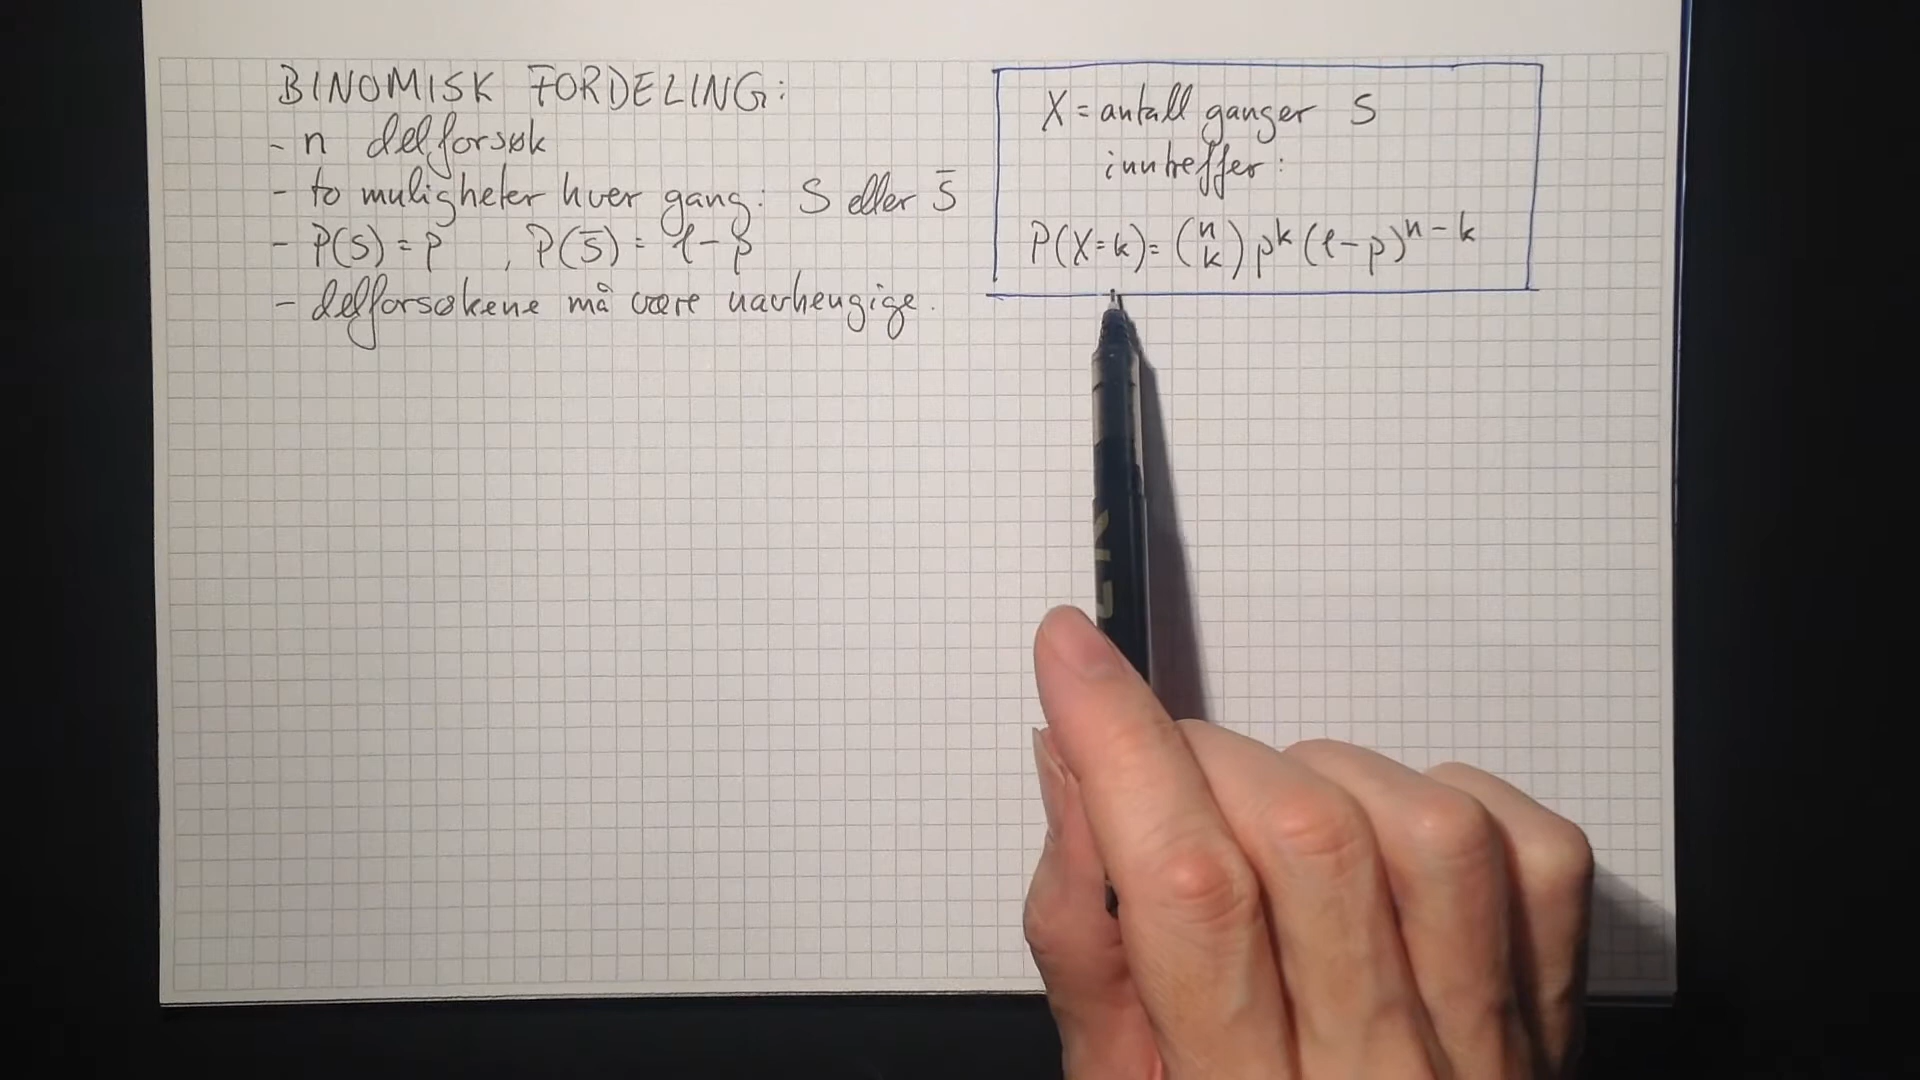 BINOMISK FORDELING:
- n delforsøk
- to muligheter hver gang: S eller S̄
- P(S) = p , P(S̄) = 1-p
- delforsøkene må være uavhengige.
X = antall ganger S
inntreffer:
P(X=k) = (n k) p^k (1-p)^{n-k}